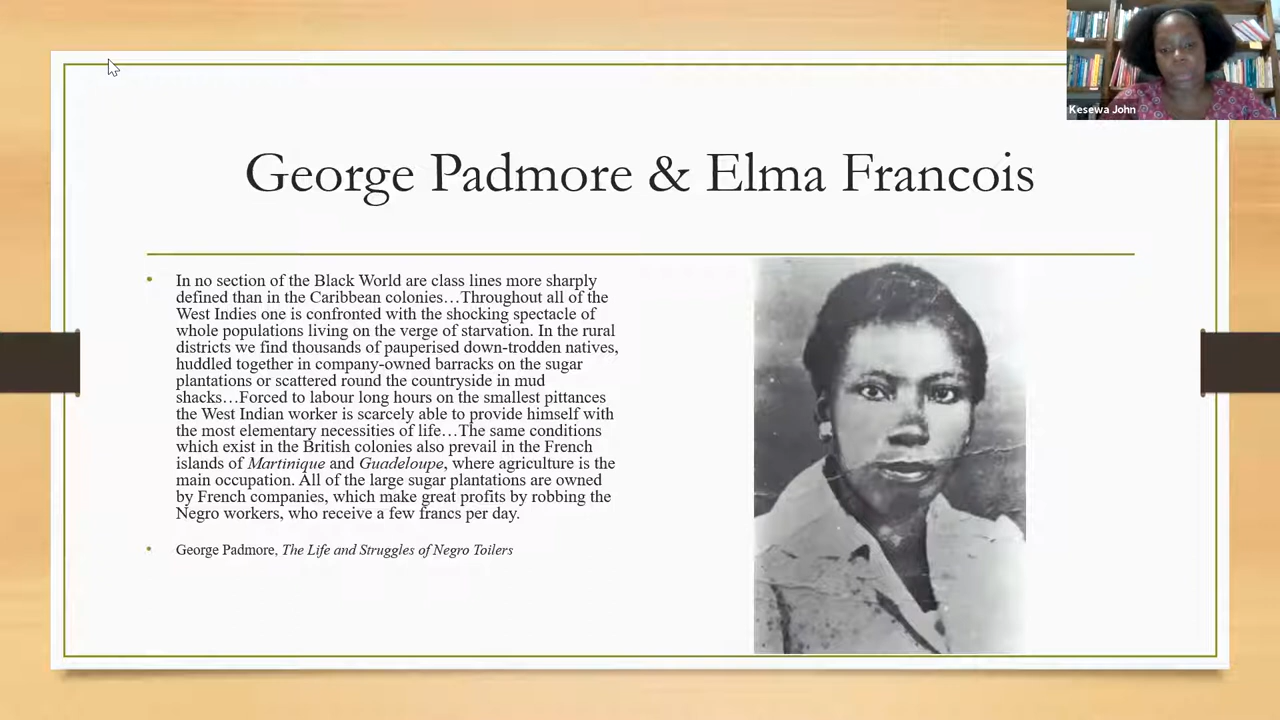 Kesewa John
George Padmore & Elma Francois
• In no section of the Black World are class lines more sharply
defined than in the Caribbean colonies…Throughout all of the
West Indies one is confronted with the shocking spectacle of
whole populations living on the verge of starvation. In the rural
districts we find thousands of pauperised down-trodden natives,
huddled together in company-owned barracks on the sugar
plantations or scattered round the countryside in mud
shacks…Forced to labour long hours on the smallest pittances
the West Indian worker is scarcely able to provide himself with
the most elementary necessities of life…The same conditions
which exist in the British colonies also prevail in the French
islands of Martinique and Guadeloupe, where agriculture is the
main occupation. All of the large sugar plantations are owned
by French companies, which make great profits by robbing the
Negro workers, who receive a few francs per day.
• George Padmore, The Life and Struggles of Negro Toilers